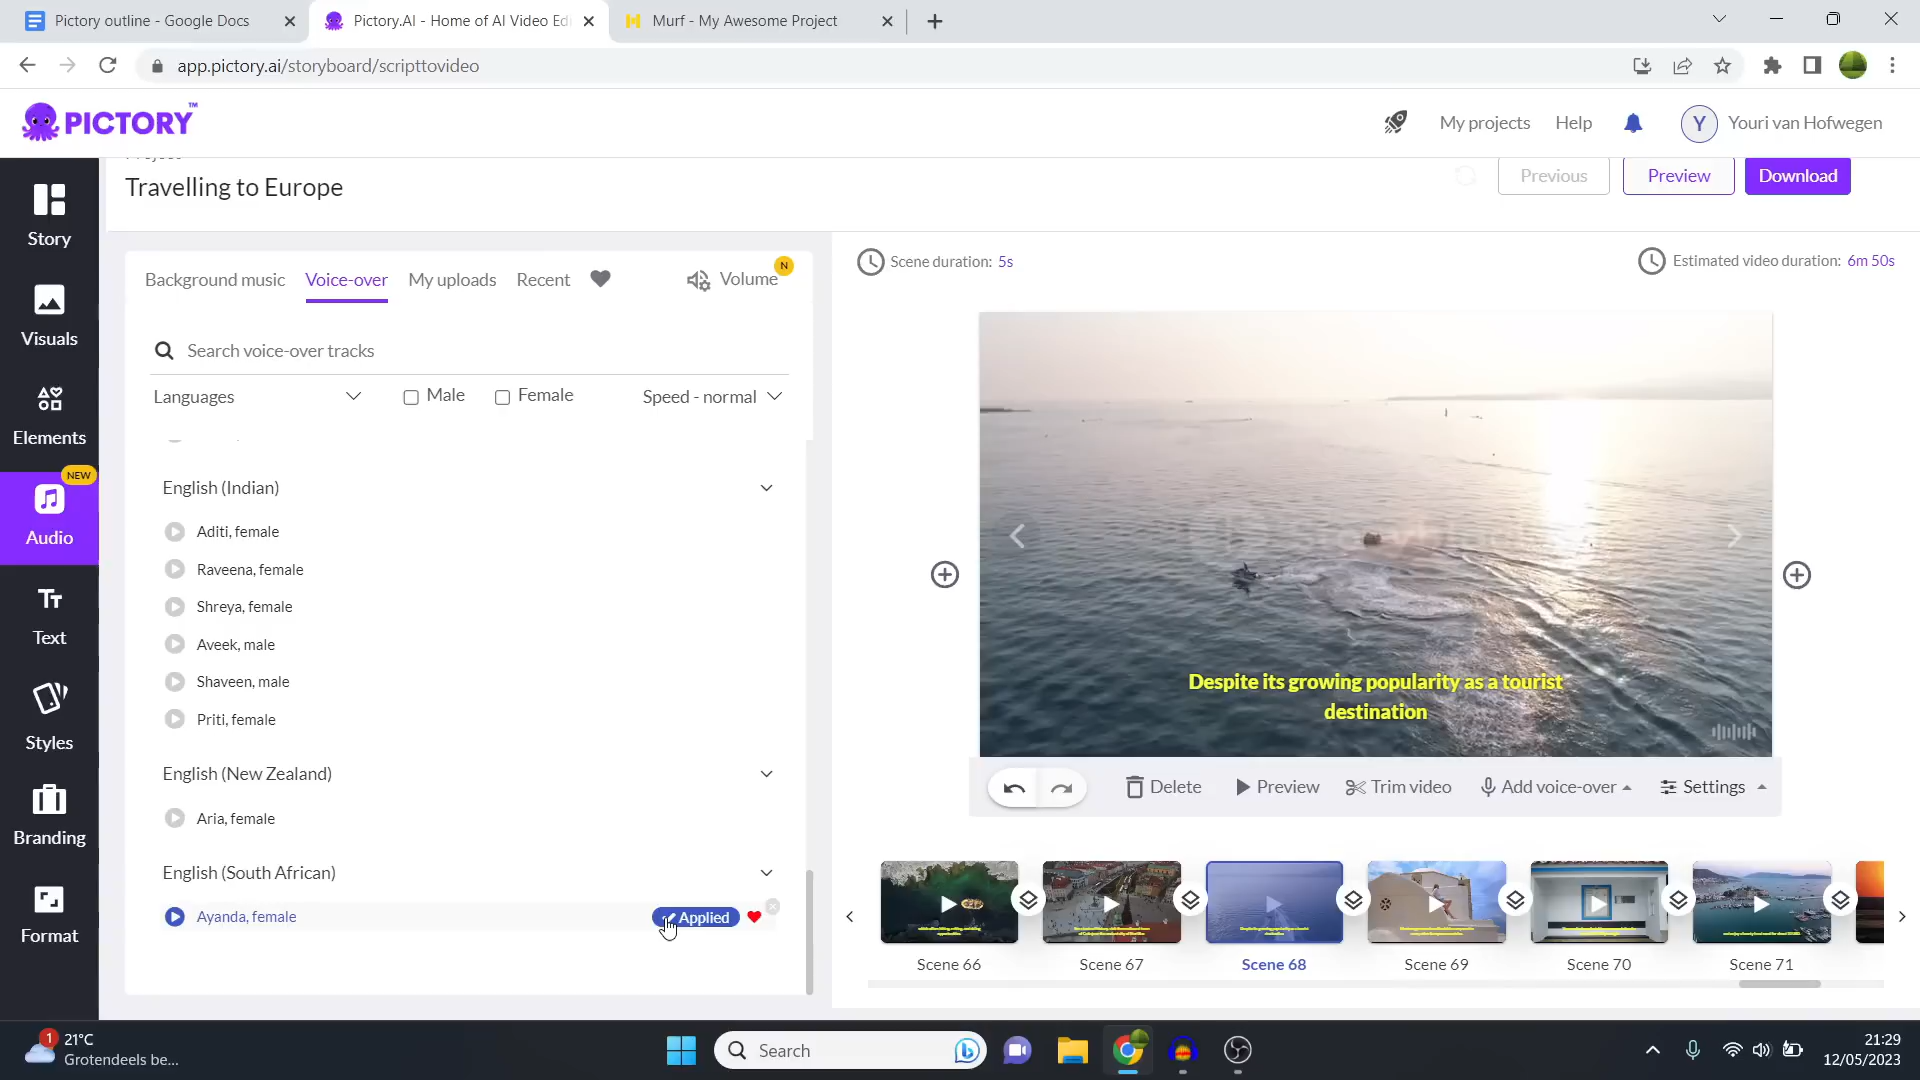 Pictory outline - Google Docs
Pictory.AI - Home of AI Video Edi
Murf - My Awesome Project
app.pictory.ai/storyboard/scripttovideo
PICTORY™
My projects
Help
Y
Youri van Hofwegen
Travelling to Europe
Previous
Preview
Download
Story
Visuals
Elements
NEW
Audio
Text
Styles
Branding
Format
Background music
Voice-over
My uploads
Recent
Volume
N
Search voice-over tracks
Languages
Male
Female
Speed - normal
English (Indian)
Aditi, female
Raveena, female
Shreya, female
Aveek, male
Shaveen, male
Priti, female
English (New Zealand)
Aria, female
English (South African)
Ayanda, female
Applied
Scene duration: 5s
Estimated video duration: 6m 50s
Despite its growing popularity as a tourist
destination
Delete
Preview
Trim video
Add voice-over
Settings
Scene 66
Scene 67
Scene 68
Scene 69
Scene 70
Scene 71
1
21°C
Grotendeels be...
Search
21:29
12/05/2023